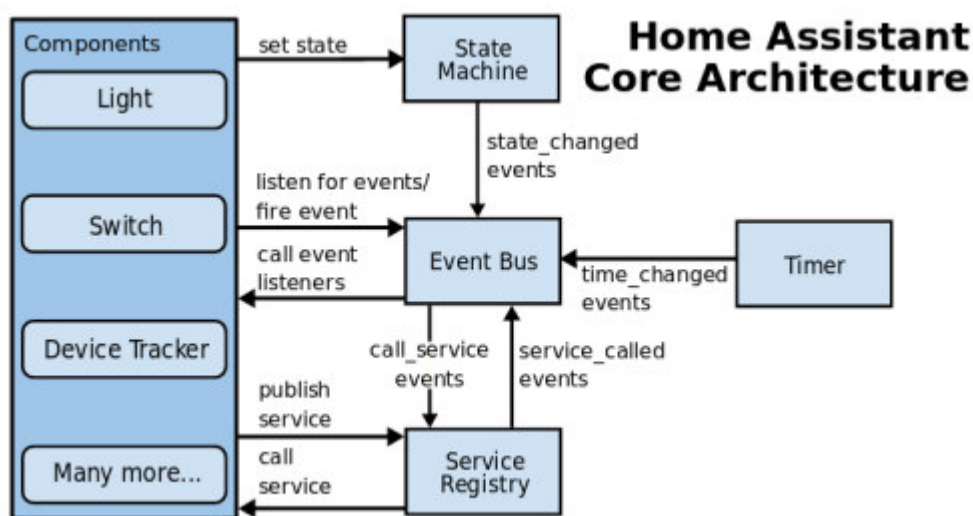 Home Assistant
Core Architecture
Components
Light
Switch
Device Tracker
Many more...
set state
State
Machine
state_changed
events
listen for events/
fire event
call event
listeners
Event Bus
time_changed
events
Timer
call_service
events
service_called
events
publish
service
call
service
Service
Registry